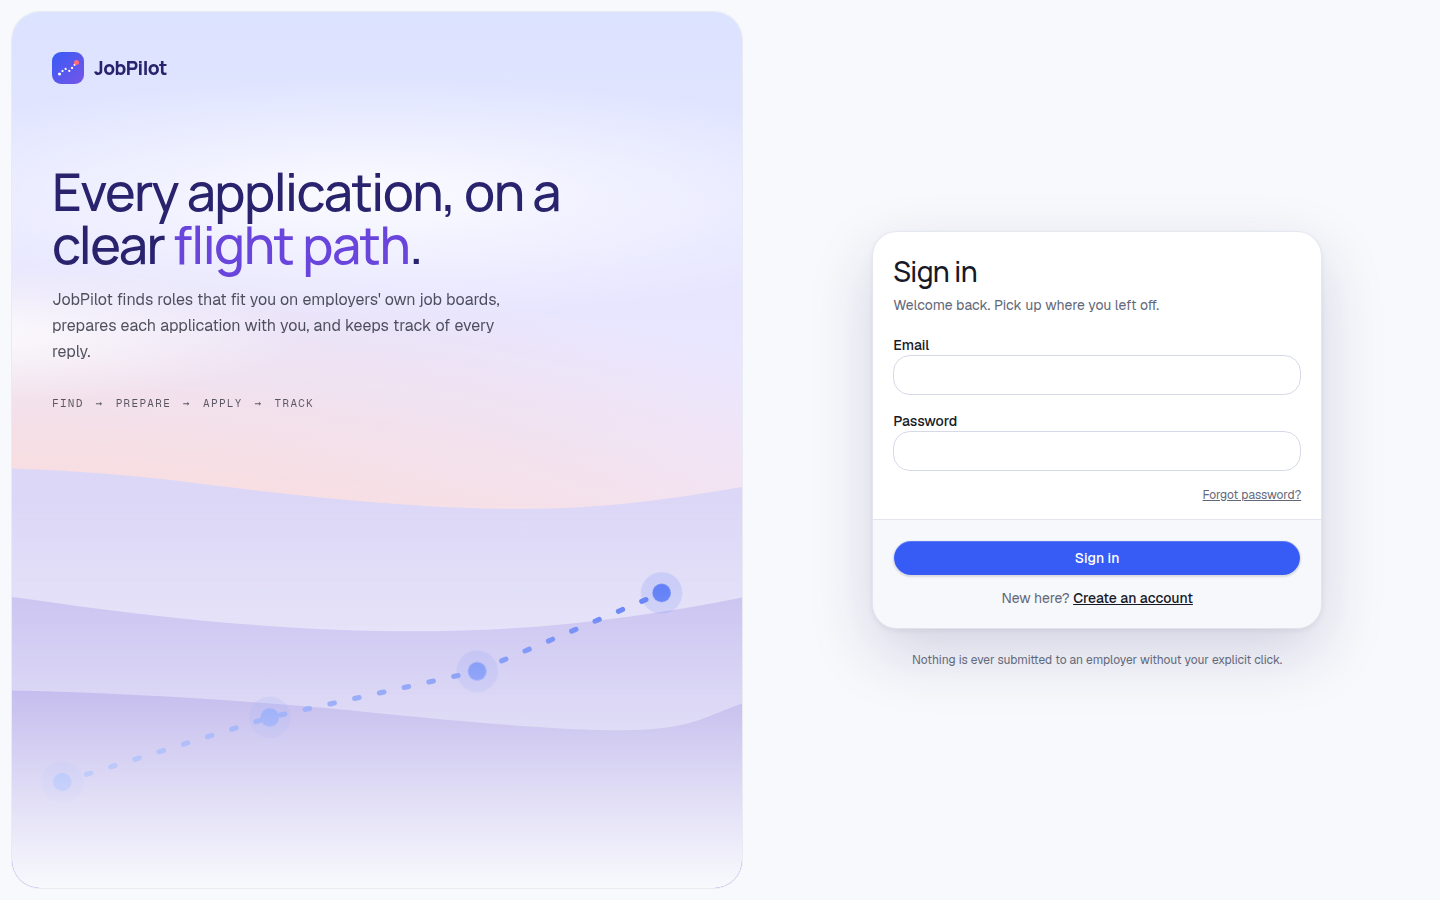 JobPilot
Every application, on a
clear flight path.
JobPilot finds roles that fit you on employers' own job boards,
prepares each application with you, and keeps track of every
reply.
FIND → PREPARE → APPLY → TRACK
Sign in
Welcome back. Pick up where you left off.
Email
Password
Forgot password?
Sign in
New here? Create an account
Nothing is ever submitted to an employer without your explicit click.